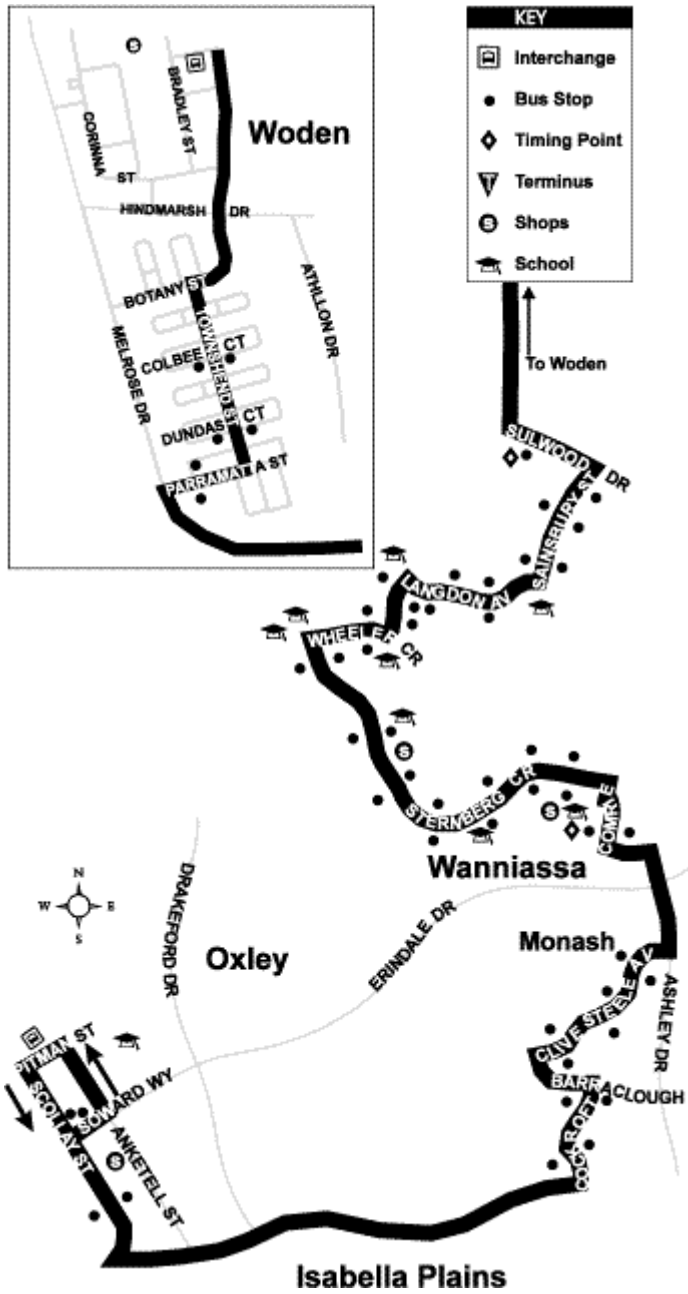 KEY
Interchange
Bus Stop
Timing Point
T Terminus
S Shops
School
S
BRADLEY ST
Woden
CORINNA
ST
HINDMARSH DR
BOTANY ST
ATHLLON DR
TOWNSHEND ST
COLBEE CT
MELROSE DR
DUNDAS CT
PARRAMATTA ST
To Woden
SULWOOD DR
SAINSBURY ST
LANGDON AV
WHEELER CR
S
STERNBERG CR
S
COMRIE
Wanniassa
N
W E
S
DRAKEFORD DR
Oxley
ERINDALE DR
Monash
CLIVE STEELE AV
ASHLEY DR
BARRACLOUGH
PITMAN ST
SOWARD WY
SCOLLAY ST
S
ANKETELL ST
Isabella Plains